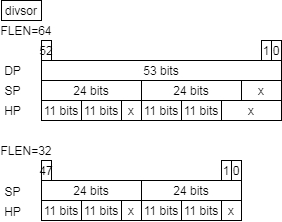 divsor
FLEN=64
52 1 0
DP 53 bits
SP 24 bits 24 bits x
HP 11 bits 11 bits x 11 bits 11 bits x
FLEN=32
47 1 0
SP 24 bits 24 bits
HP 11 bits 11 bits x 11 bits 11 bits x